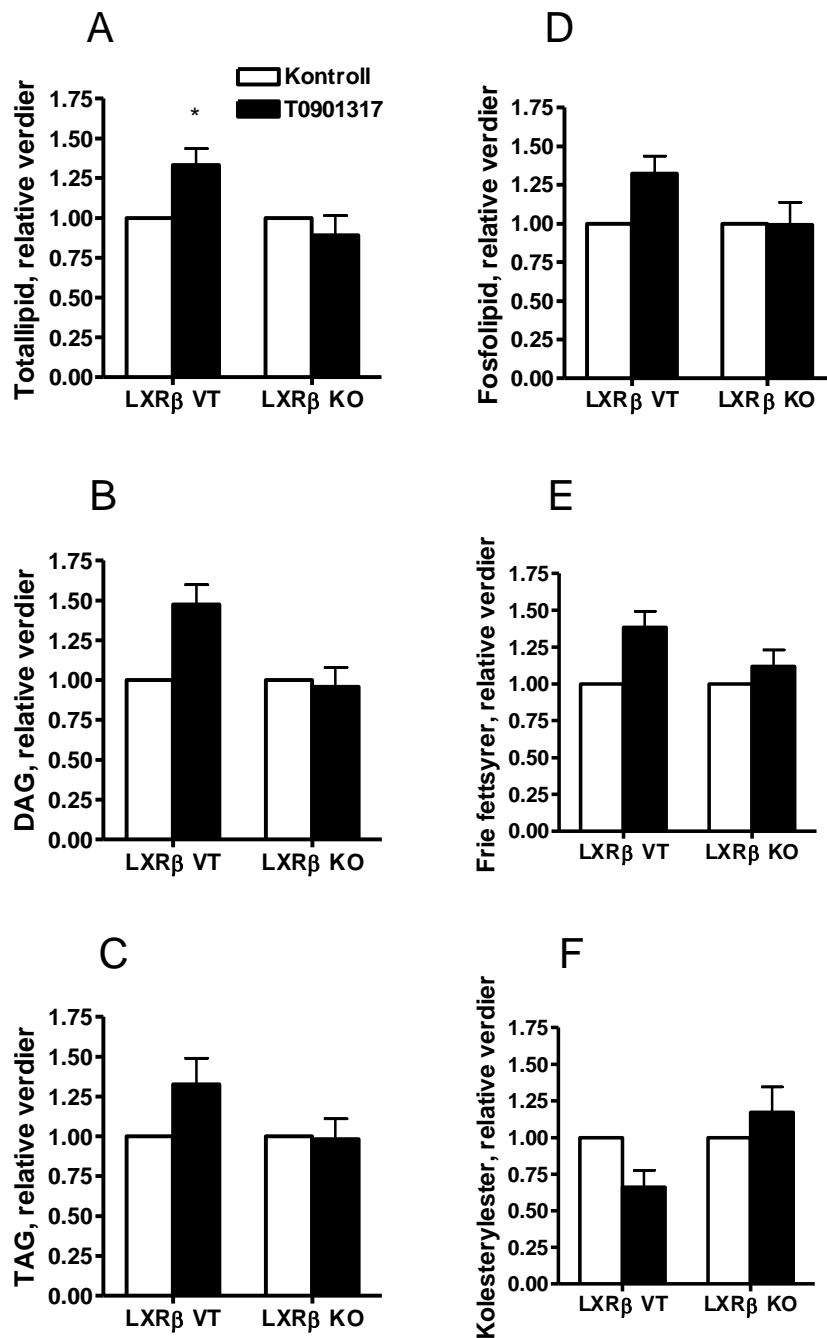 A
Kontroll
T0901317
*
Totallipid, relative verdier
1.75
1.50
1.25
1.00
0.75
0.50
0.25
0.00
LXRβ VT
LXRβ KO
B
DAG, relative verdier
1.75
1.50
1.25
1.00
0.75
0.50
0.25
0.00
LXRβ VT
LXRβ KO
C
TAG, relative verdier
1.75
1.50
1.25
1.00
0.75
0.50
0.25
0.00
LXRβ VT
LXRβ KO
D
Fosfolipid, relative verdier
1.75
1.50
1.25
1.00
0.75
0.50
0.25
0.00
LXRβ VT
LXRβ KO
E
Frie fettsyrer, relative verdier
1.75
1.50
1.25
1.00
0.75
0.50
0.25
0.00
LXRβ VT
LXRβ KO
F
Kolesterylester, relative verdier
1.75
1.50
1.25
1.00
0.75
0.50
0.25
0.00
LXRβ VT
LXRβ KO